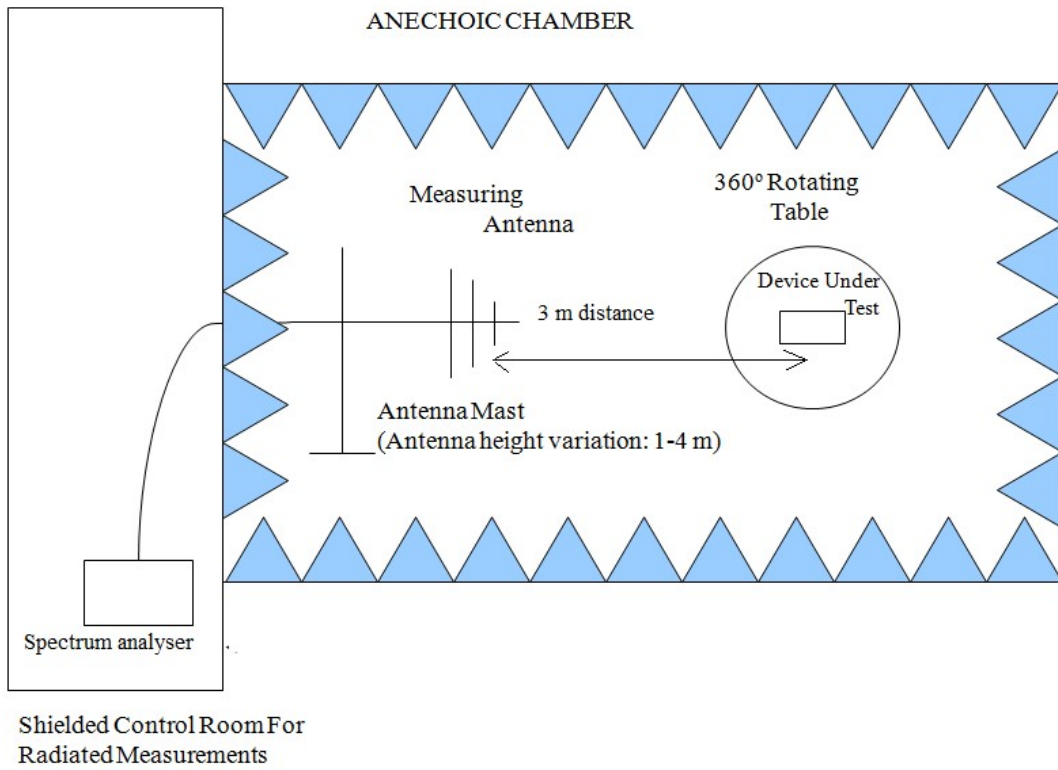 ANECHOIC CHAMBER
Measuring
Antenna
360º Rotating
Table
Device Under
Test
3 m distance
Antenna Mast
(Antenna height variation: 1-4 m)
Spectrum analyser
Shielded Control Room For
Radiated Measurements